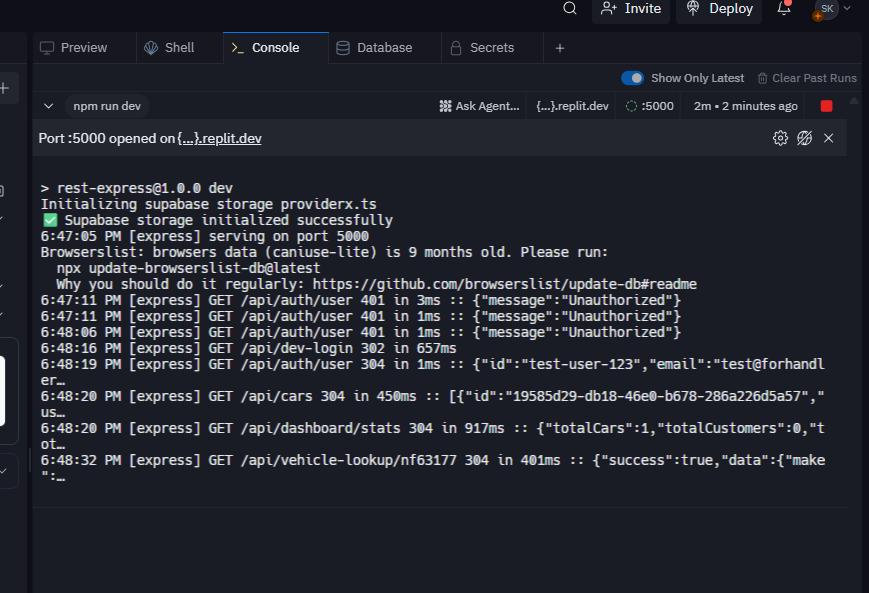 Invite
Deploy
SK
Preview
Shell
>_ Console
Database
Secrets
+
Show Only Latest
Clear Past Runs
npm run dev
Ask Agent...
{...}.replit.dev
:5000
2m • 2 minutes ago
Port :5000 opened on {...}.replit.dev
> rest-express@1.0.0 dev
Initializing supabase storage providerx.ts
✅ Supabase storage initialized successfully
6:47:05 PM [express] serving on port 5000
Browserslist: browsers data (caniuse-lite) is 9 months old. Please run:
npx update-browserslist-db@latest
Why you should do it regularly: https://github.com/browserslist/update-db#readme
6:47:11 PM [express] GET /api/auth/user 401 in 3ms :: {"message":"Unauthorized"}
6:47:11 PM [express] GET /api/auth/user 401 in 1ms :: {"message":"Unauthorized"}
6:48:06 PM [express] GET /api/auth/user 401 in 1ms :: {"message":"Unauthorized"}
6:48:16 PM [express] GET /api/dev-login 302 in 657ms
6:48:19 PM [express] GET /api/auth/user 304 in 1ms :: {"id":"test-user-123","email":"test@forhandl
er…
6:48:20 PM [express] GET /api/cars 304 in 450ms :: [{"id":"19585d29-db18-46e0-b678-286a226d5a57","
us…
6:48:20 PM [express] GET /api/dashboard/stats 304 in 917ms :: {"totalCars":1,"totalCustomers":0,"t
ot…
6:48:32 PM [express] GET /api/vehicle-lookup/nf63177 304 in 401ms :: {"success":true,"data":{"make
":…